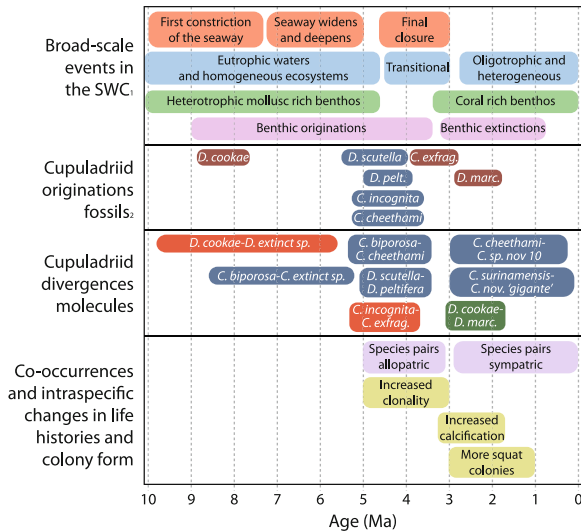 Broad-scale
events in
the SWC1
First constriction
of the seaway
Seaway widens
and deepens
Final
closure
Eutrophic waters
and homogeneous ecosystems
Transitional
Oligotrophic and
heterogeneous
Heterotrophic mollusc rich benthos
Coral rich benthos
Benthic originations
Benthic extinctions
Cupuladriid
originations
fossils2
D. cookae
D. scutella
C. exfrag.
D. pelt.
D. marc.
C. incognita
C. cheethami
Cupuladriid
divergences
molecules
D. cookae-D. extinct sp.
C. biporosa-
C. cheethami
C. cheethami-
C. sp. nov 10
C. biporosa-C. extinct sp.
D. scutella-
D. peltifera
C. surinamensis-
C. nov. 'gigante'
C. incognita-
C. exfrag.
D. cookae-
D. marc.
Co-occurrences
and intraspecific
changes in life
histories and
colony form
Species pairs
allopatric
Species pairs
sympatric
Increased
clonality
Increased
calcification
More squat
colonies
10 9 8 7 6 5 4 3 2 1 0
Age (Ma)